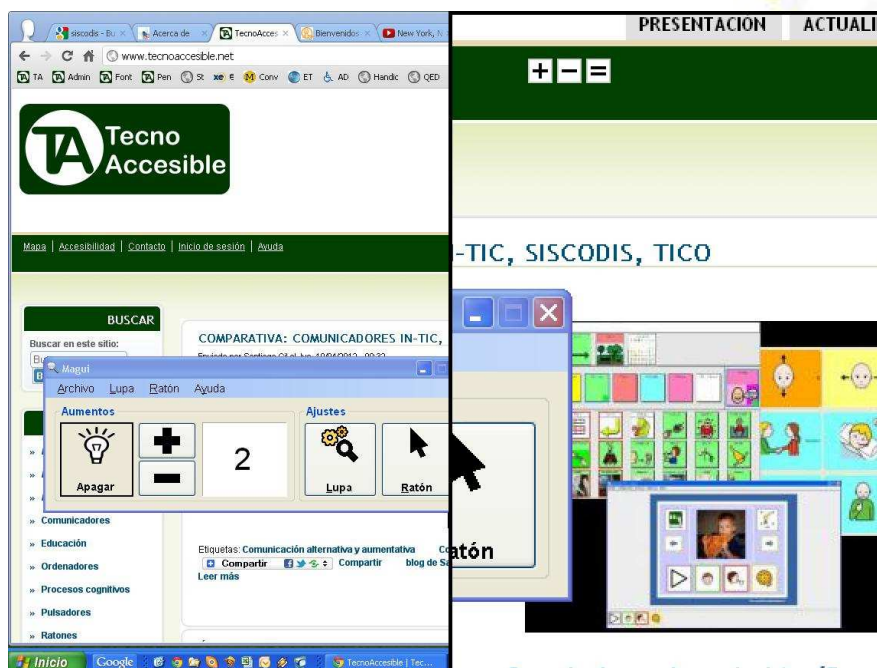 siscodis - Bu
Acerca de
TecnoAcces
Bienvenidos
New York, N
www.tecnoaccesible.net
TA Admin Font Pen St E Conv ET AD Handic QED
Tecno
Accesible
Mapa | Accesibilidad | Contacto | Inicio de sesión | Ayuda
BUSCAR
Buscar en este sitio:
COMPARATIVA: COMUNICADORES IN-TIC,
Magui
Archivo Lupa Ratón Ayuda
Aumentos
Ajustes
Apagar
2
Lupa
Ratón
» Comunicadores
» Educación
» Ordenadores
» Procesos cognitivos
» Pulsadores
» Ratones
Etiquetas: Comunicación alternativa y aumentativa
Compartir
Compartir blog de Sa
Leer más
Inicio
Google
TecnoAccesible | Tec...
PRESENTACIÓN ACTUALI
+ - =
-TIC, SISCODIS, TICO
atón